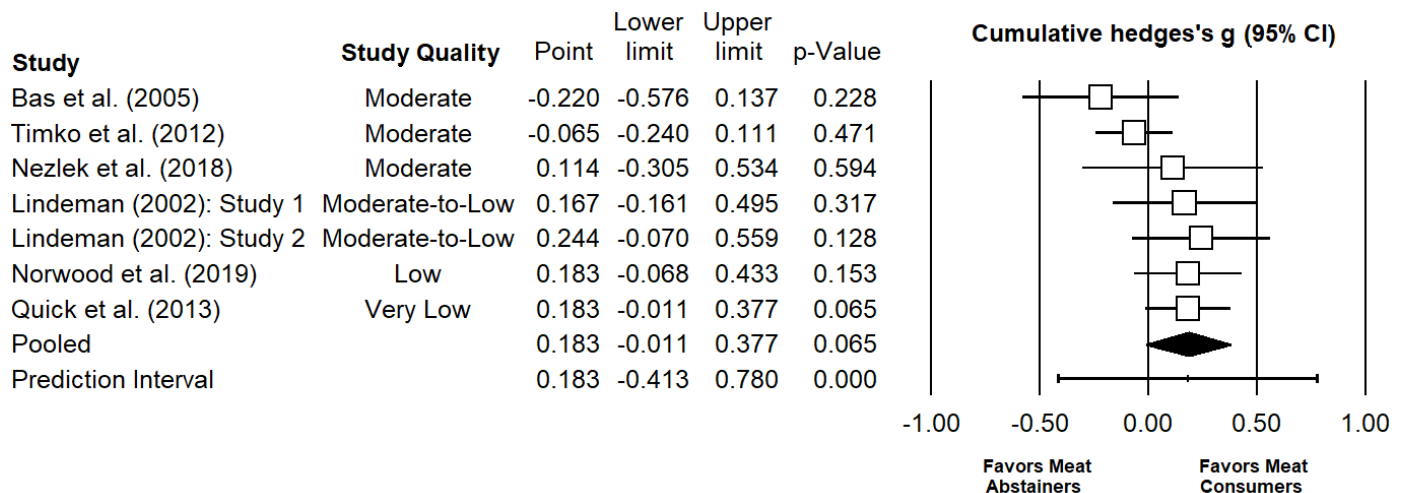 Study Study Quality Point Lower limit Upper limit p-Value Cumulative hedges's g (95% CI)
Bas et al. (2005) Moderate -0.220 -0.576 0.137 0.228
Timko et al. (2012) Moderate -0.065 -0.240 0.111 0.471
Nezlek et al. (2018) Moderate 0.114 -0.305 0.534 0.594
Lindeman (2002): Study 1 Moderate-to-Low 0.167 -0.161 0.495 0.317
Lindeman (2002): Study 2 Moderate-to-Low 0.244 -0.070 0.559 0.128
Norwood et al. (2019) Low 0.183 -0.068 0.433 0.153
Quick et al. (2013) Very Low 0.183 -0.011 0.377 0.065
Pooled 0.183 -0.011 0.377 0.065
Prediction Interval 0.183 -0.413 0.780 0.000
-1.00 -0.50 0.00 0.50 1.00
Favors Meat Abstainers
Favors Meat Consumers